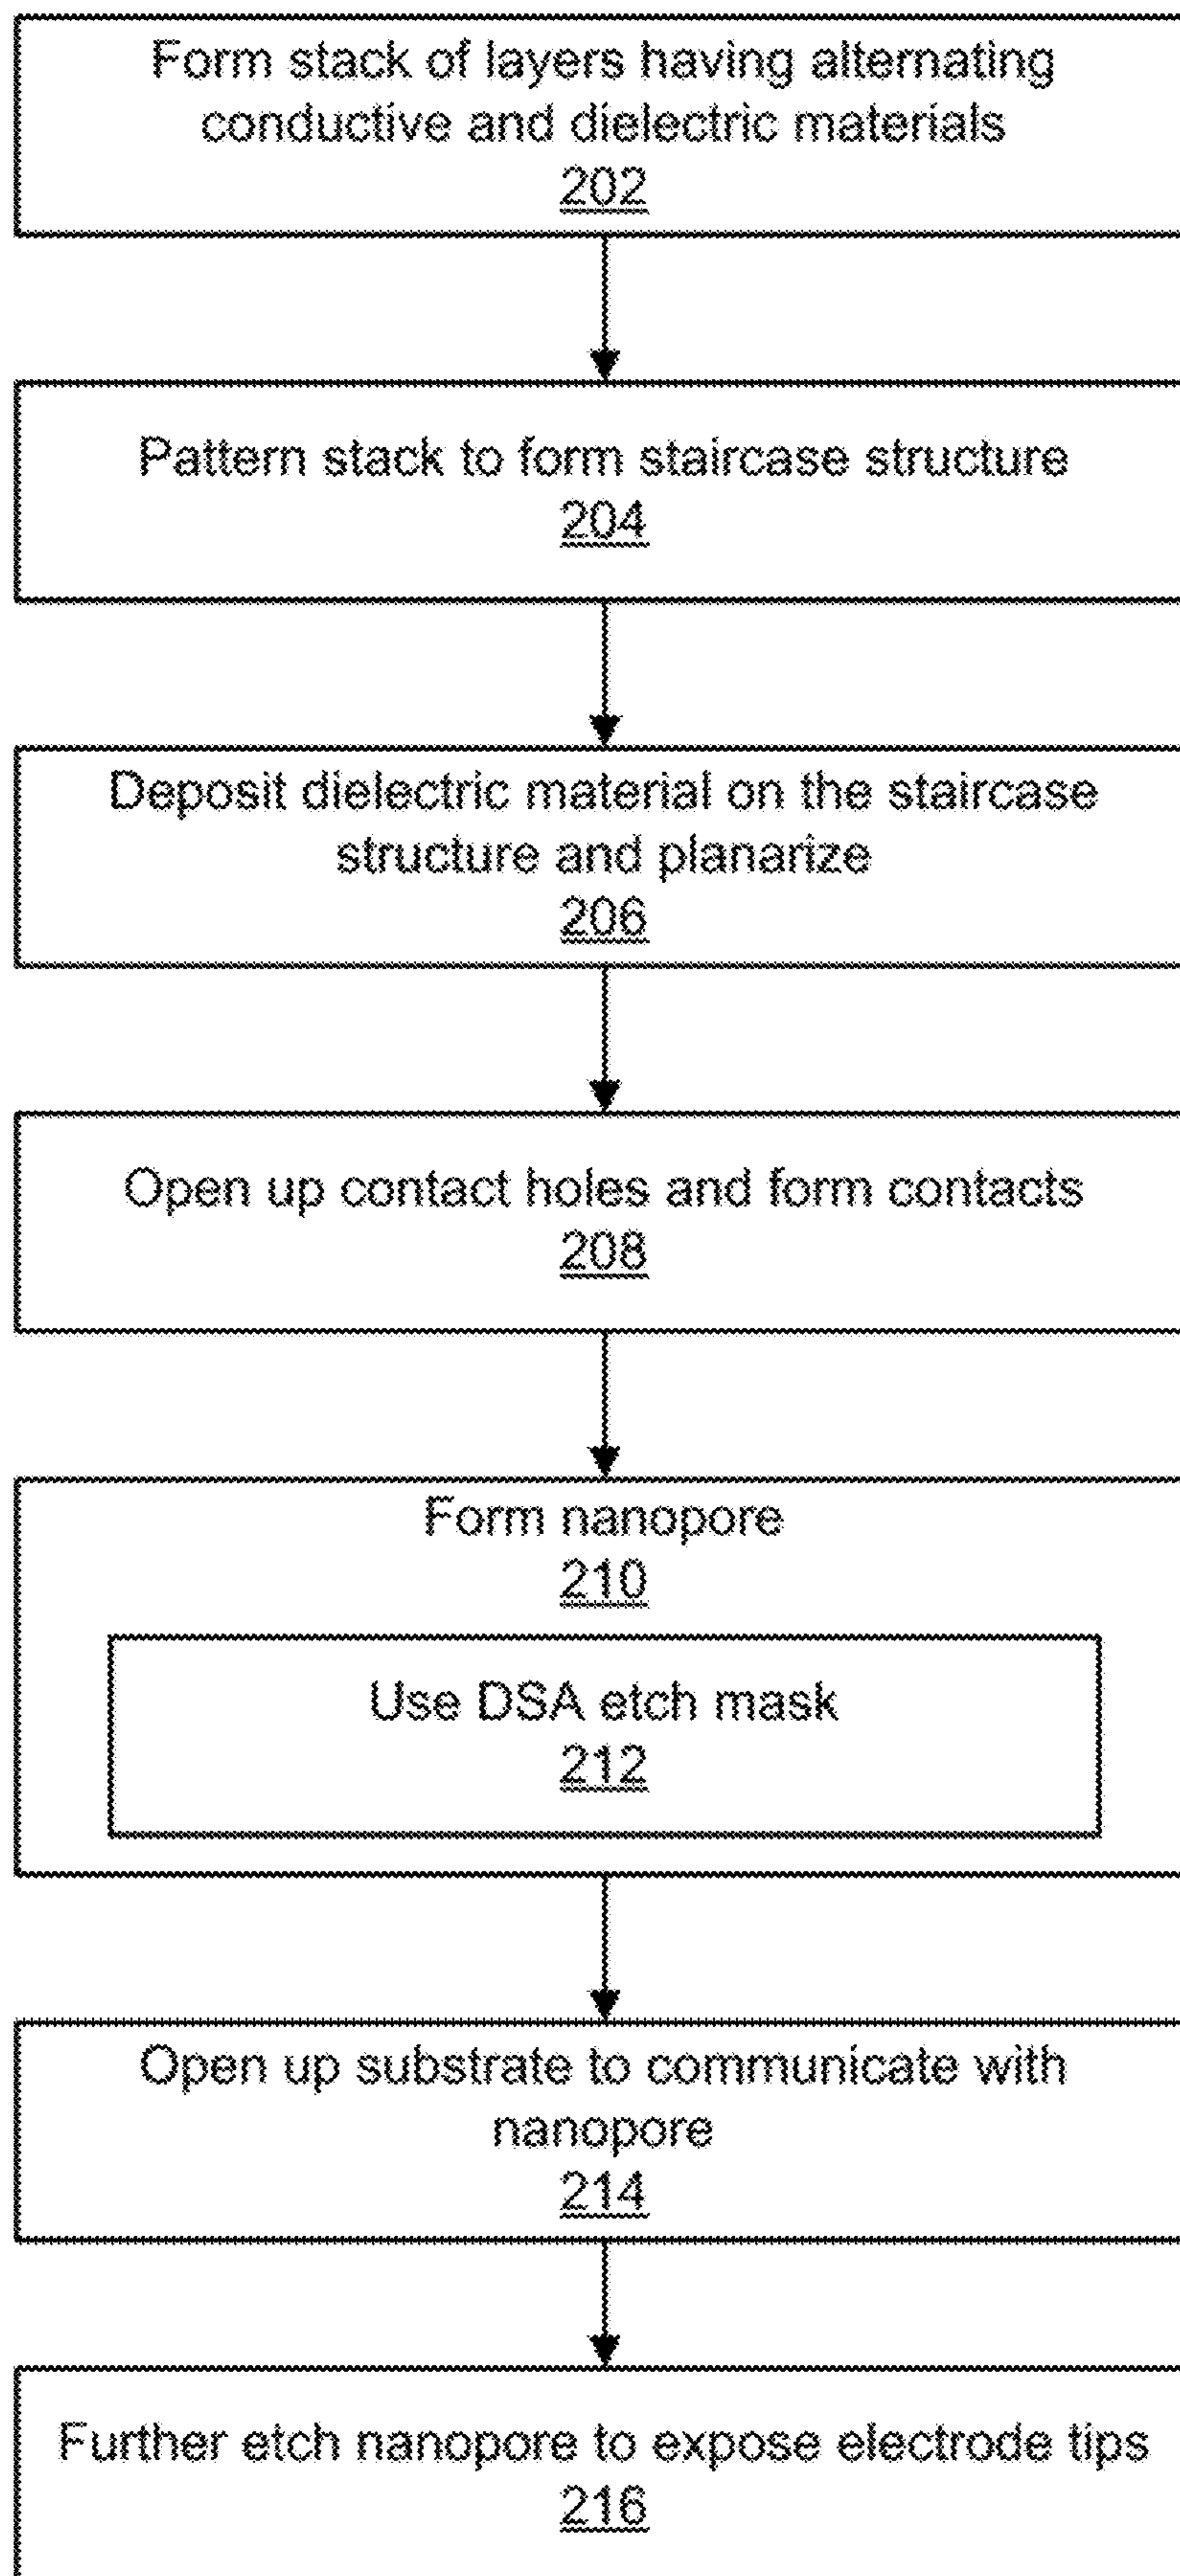 Form stack of layers having alternating
conductive and dielectric materials
202
Pattern stack to form staircase structure
204
Deposit dielectric material on the staircase
structure and planarize
206
Open up contact holes and form contacts
208
Form nanopore
210
Use DSA etch mask
212
Open up substrate to communicate with
nanopore
214
Further etch nanopore to expose electrode tips
216